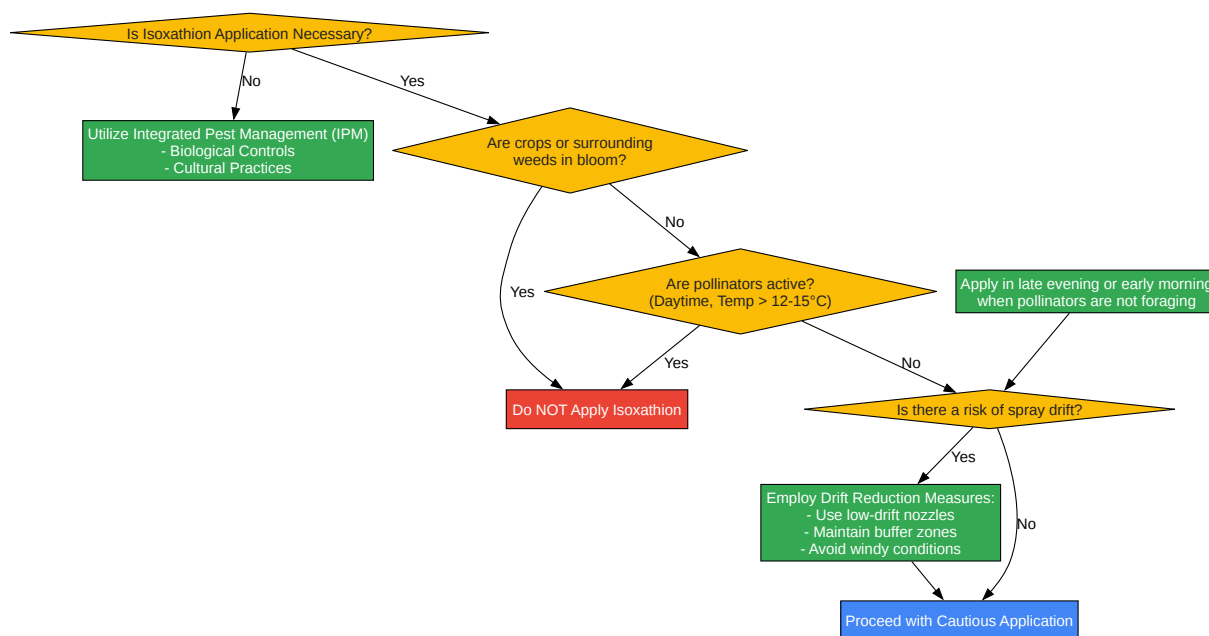 Is Isoxathion Application Necessary?
No
Yes
Utilize Integrated Pest Management (IPM)
- Biological Controls
- Cultural Practices
Are crops or surrounding
weeds in bloom?
No
Yes
Are pollinators active?
(Daytime, Temp > 12-15°C)
Apply in late evening or early morning
when pollinators are not foraging
Yes
No
Do NOT Apply Isoxathion
Is there a risk of spray drift?
Yes
No
Employ Drift Reduction Measures:
- Use low-drift nozzles
- Maintain buffer zones
- Avoid windy conditions
Proceed with Cautious Application